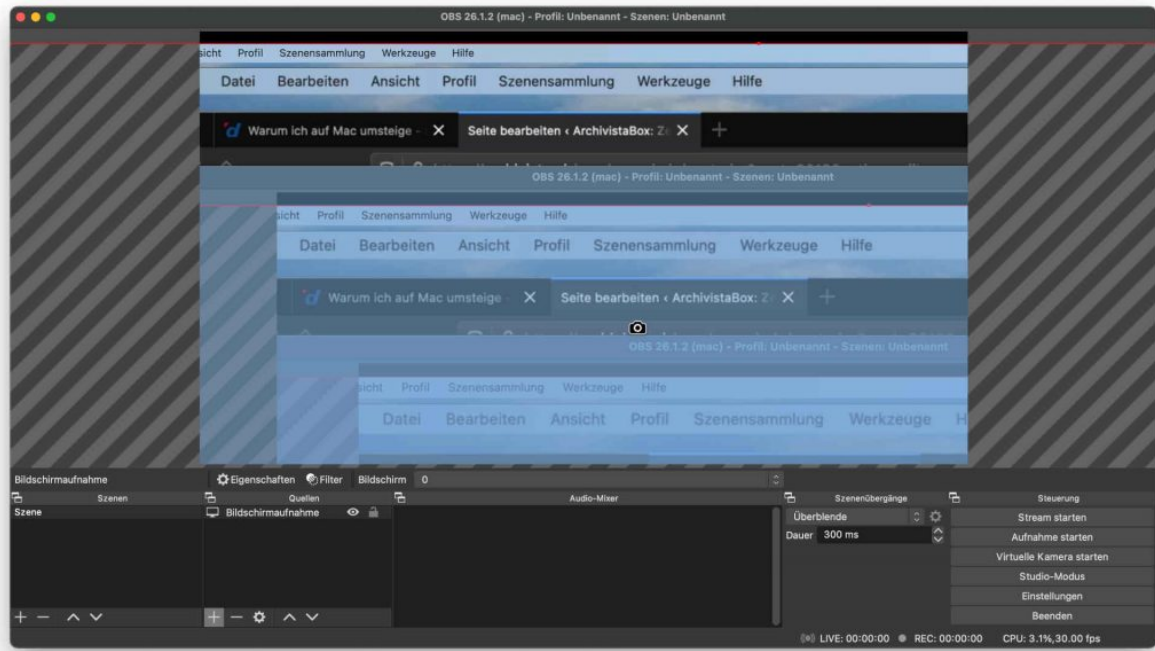 OBS 26.1.2 (mac) - Profil: Unbenannt - Szenen: Unbenannt
sicht Profil Szenensammlung Werkzeuge Hilfe
Datei Bearbeiten Ansicht Profil Szenensammlung Werkzeuge Hilfe
Warum ich auf Mac umsteige - Seite bearbeiten ‹ ArchivistaBox: Ze
OBS 26.1.2 (mac) - Profil: Unbenannt - Szenen: Unbenannt
sicht Profil Szenensammlung Werkzeuge Hilfe
Datei Bearbeiten Ansicht Profil Szenensammlung Werkzeuge Hilfe
Warum ich auf Mac umsteige - Seite bearbeiten ‹ ArchivistaBox: Ze
OBS 26.1.2 (mac) - Profil: Unbenannt - Szenen: Unbenannt
sicht Profil Szenensammlung Werkzeuge Hilfe
Datei Bearbeiten Ansicht Profil Szenensammlung Werkzeuge H
Bildschirmaufnahme Eigenschaften Filter Bildschirm 0
Szenen Quellen Audio-Mixer Szenenübergänge Steuerung
Szene Bildschirmaufnahme Überblende Stream starten
Dauer 300 ms Aufnahme starten
Virtuelle Kamera starten
Studio-Modus
Einstellungen
Beenden
LIVE: 00:00:00 REC: 00:00:00 CPU: 3.1%,30.00 fps